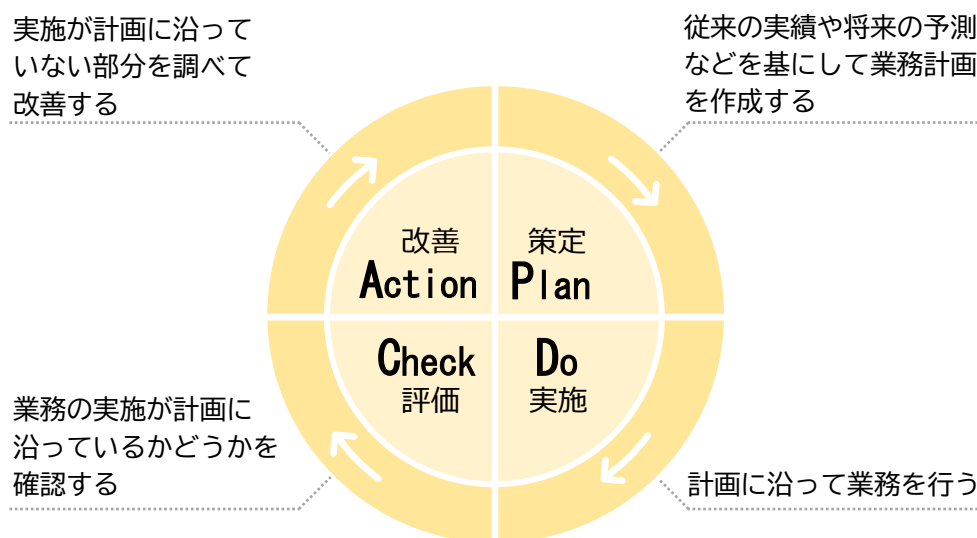 実施が計画に沿って
いない部分を調べて
改善する
従来の実績や将来の予測
などを基にして業務計画
を作成する
改善
Action
策定
Plan
Check
評価
Do
実施
業務の実施が計画に
沿っているかどうかを
確認する
計画に沿って業務を行う